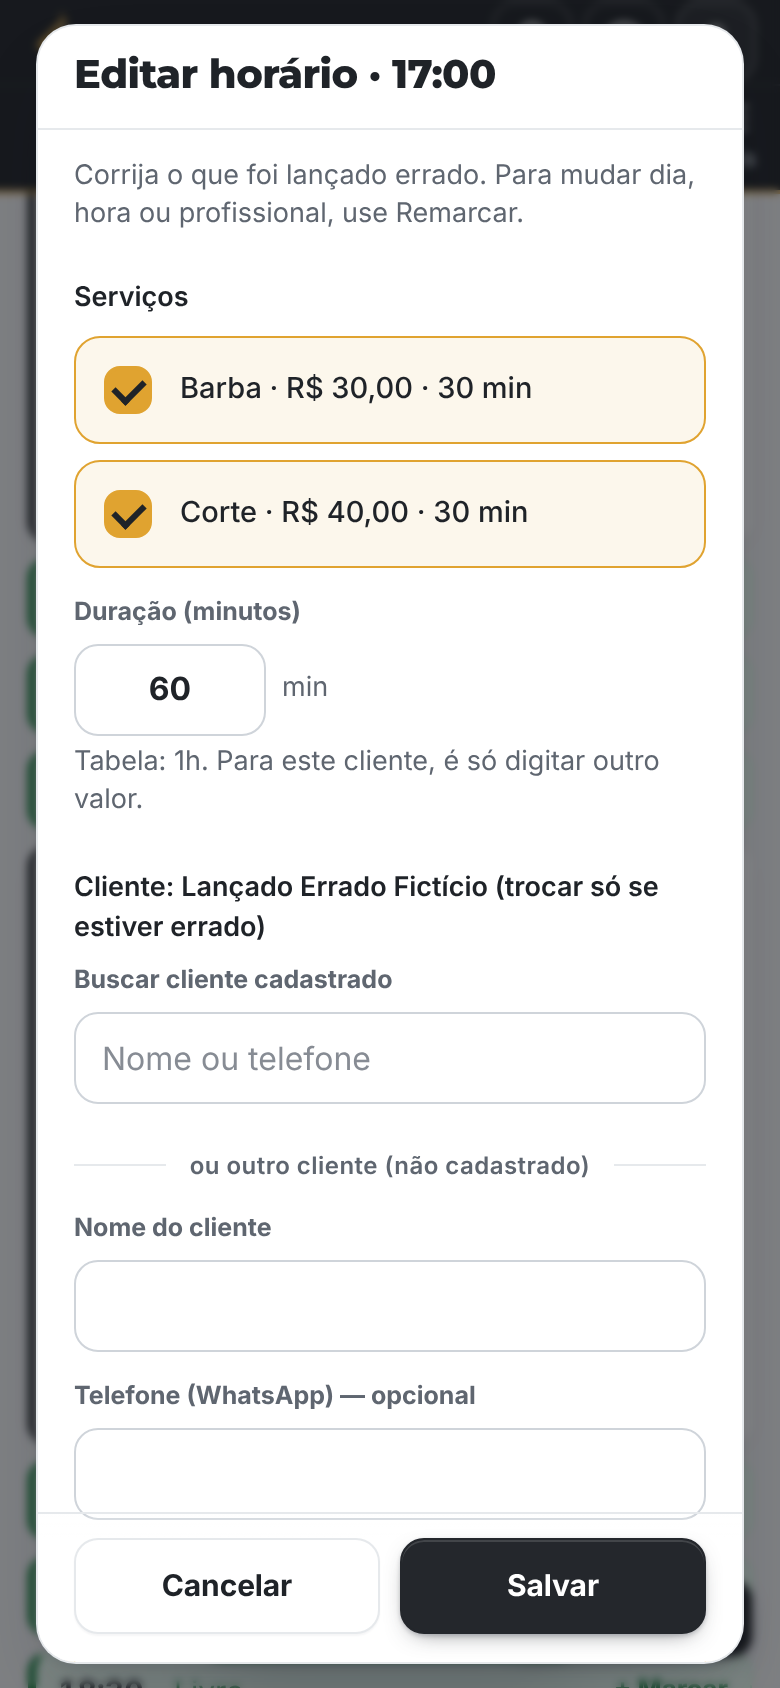 Editar horário · 17:00
Corrija o que foi lançado errado. Para mudar dia,
hora ou profissional, use Remarcar.
Serviços
Barba · R$ 30,00 · 30 min
Corte · R$ 40,00 · 30 min
Duração (minutos)
60 min
Tabela: 1h. Para este cliente, é só digitar outro
valor.
Cliente: Lançado Errado Fictício (trocar só se
estiver errado)
Buscar cliente cadastrado
Nome ou telefone
ou outro cliente (não cadastrado)
Nome do cliente
Telefone (WhatsApp) — opcional
Cancelar
Salvar